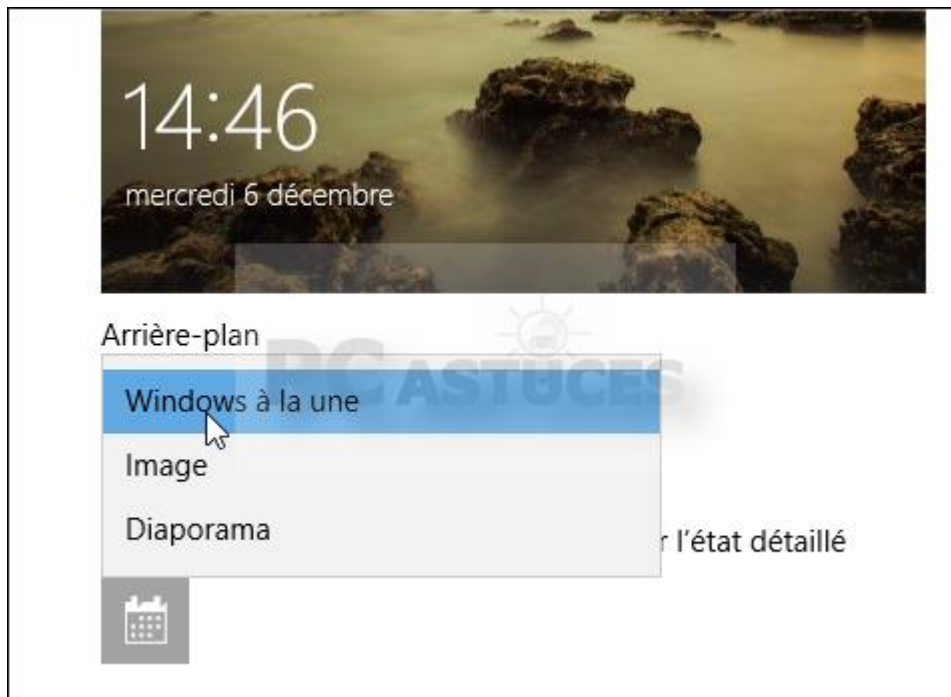 14:46
mercredi 6 décembre
Arrière-plan
PC ASTUCES
Windows à la une
Image
Diaporama
r l'état détaillé